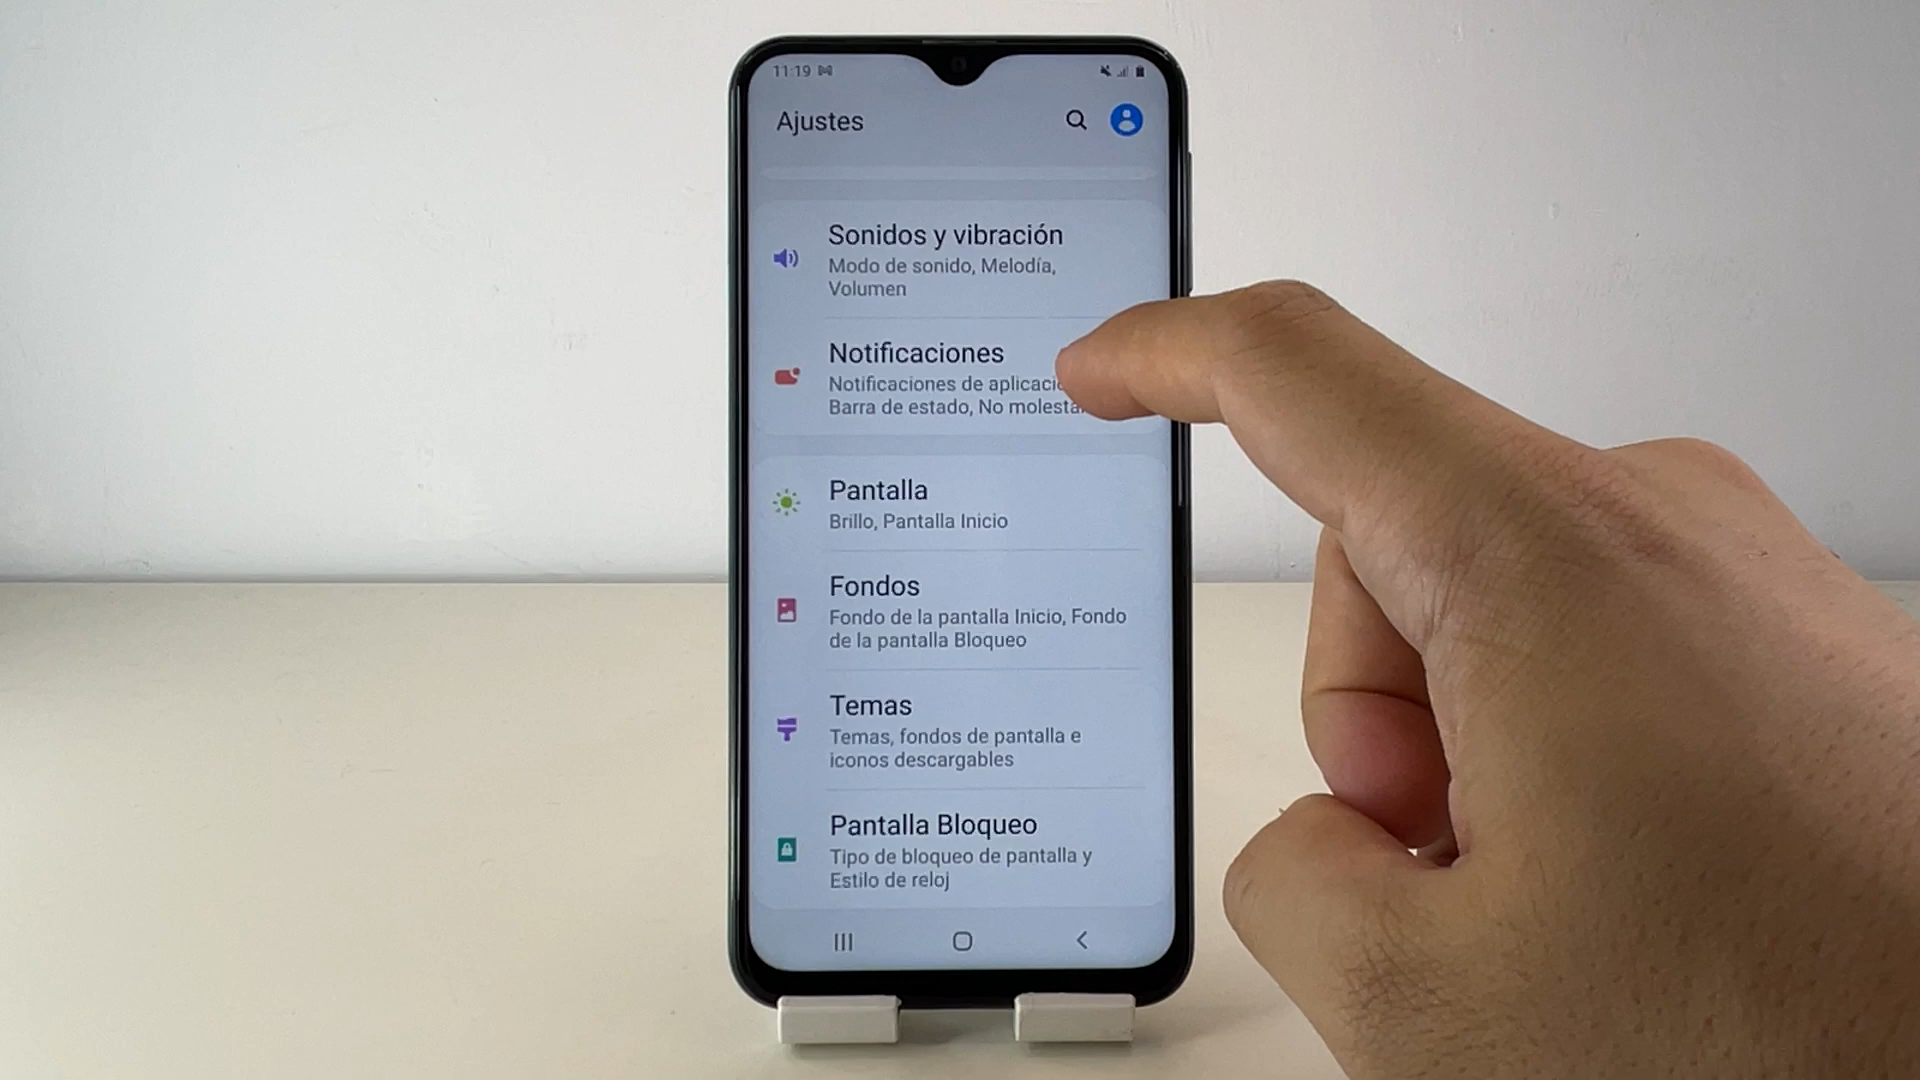 11:19
Ajustes
Sonidos y vibración
Modo de sonido, Melodía,
Volumen
Notificaciones
Notificaciones de
Barra de estado, No
Pantalla
Brillo, Pantalla Inicio
Fondos
Fondo de la pantalla Inicio, Fondo
de la pantalla Bloqueo
Temas
Temas, fondos de pantalla e
iconos descargables
Pantalla Bloqueo
Tipo de bloqueo de pantalla y
Estilo de reloj